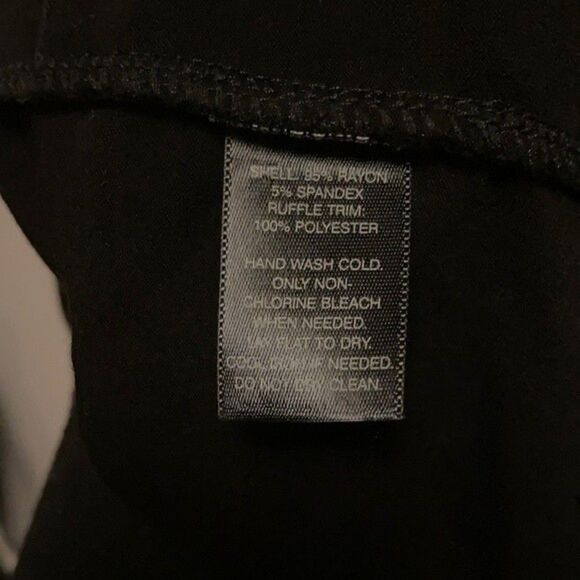 SHELL: 95% RAYON
5% SPANDEX
RUFFLE TRIM:
100% POLYESTER
HAND WASH COLD.
ONLY NON-
CHLORINE BLEACH
WHEN NEEDED.
LAY FLAT TO DRY.
COOL IRON IF NEEDED.
DO NOT DRY CLEAN.